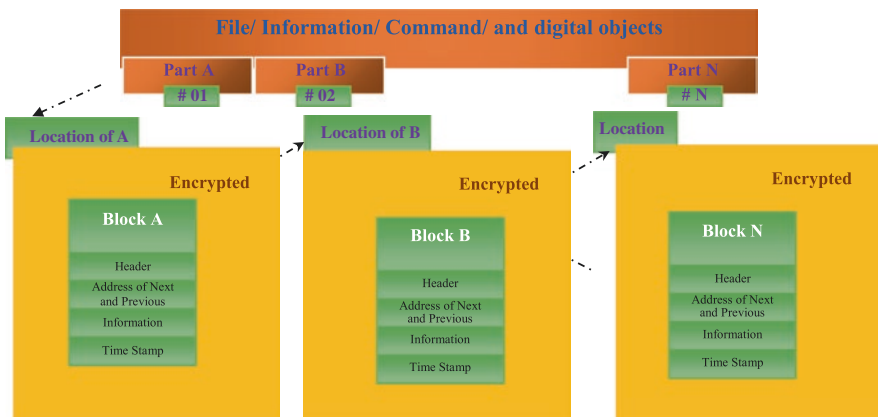 File/ Information/ Command/ and digital objects
Part A
# 01
Part B
# 02
Part N
# N
Location of A
Encrypted
Block A
Header
Address of Next
and Previous
Information
Time Stamp
Location of B
Encrypted
Block B
Header
Address of Next
and Previous
Information
Time Stamp
Location
Encrypted
Block N
Header
Address of Next
and Previous
Information
Time Stamp